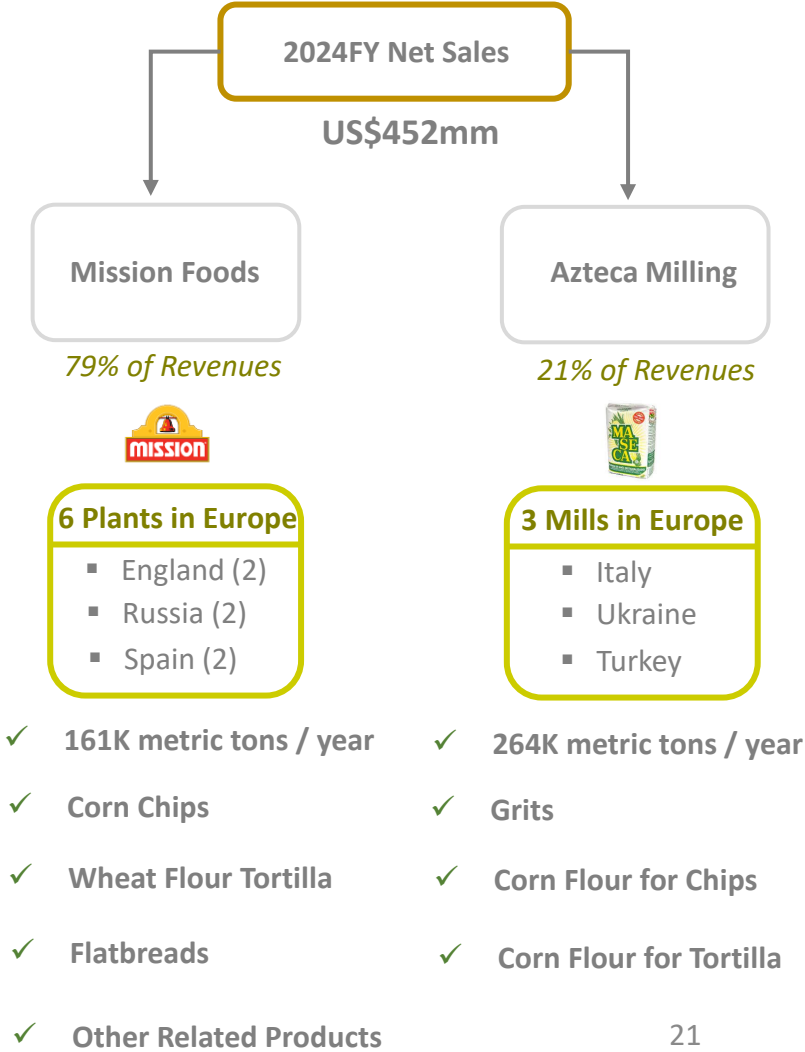 2024FY Net Sales
US$452mm
Mission Foods
79% of Revenues
MISSION
6 Plants in Europe
▪ England (2)
▪ Russia (2)
▪ Spain (2)
✓ 161K metric tons / year
✓ Corn Chips
✓ Wheat Flour Tortilla
✓ Flatbreads
✓ Other Related Products
Azteca Milling
21% of Revenues
MA
SE
CA
3 Mills in Europe
▪ Italy
▪ Ukraine
▪ Turkey
✓ 264K metric tons / year
✓ Grits
✓ Corn Flour for Chips
✓ Corn Flour for Tortilla
21